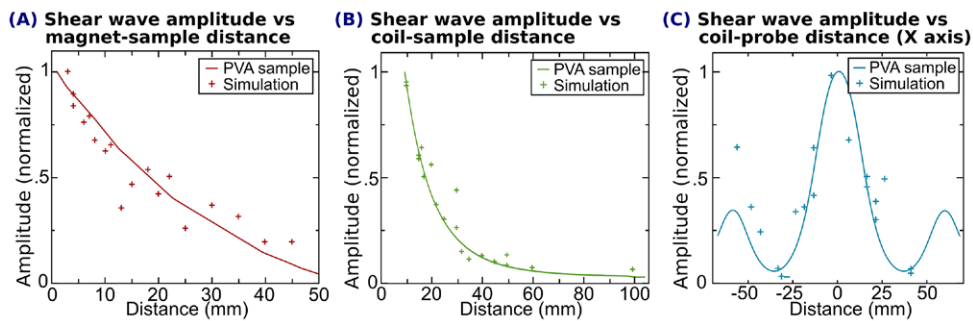 (A) Shear wave amplitude vs
magnet-sample distance
Amplitude (normalized)
1
.5
0
PVA sample
Simulation
0 10 20 30 40 50
Distance (mm)
(B) Shear wave amplitude vs
coil-sample distance
Amplitude (normalized)
1
.5
0
PVA sample
Simulation
0 20 40 60 80 100
Distance (mm)
(C) Shear wave amplitude vs
coil-probe distance (X axis)
Amplitude (normalized)
1
.5
0
PVA sample
Simulation
-50 -25 0 25 50
Distance (mm)